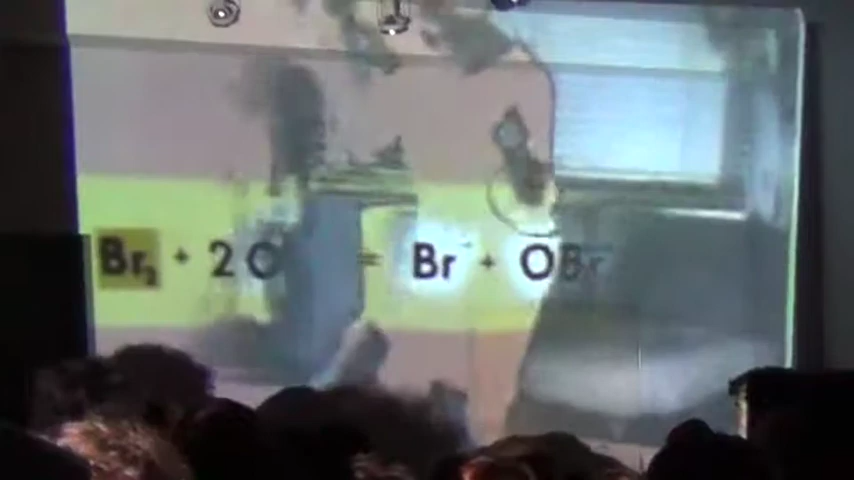 Br₂ + 2 O = Br⁻ + OBr⁻